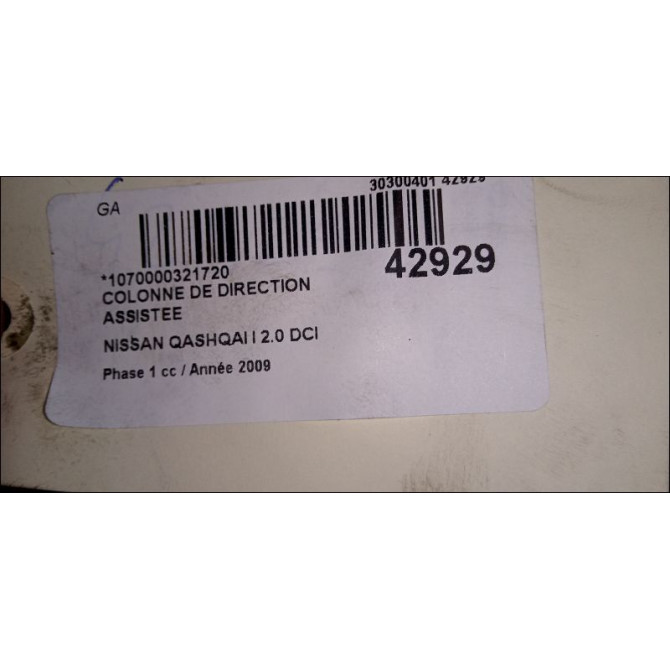 30300401 42929
GA
*1070000321720
42929
COLONNE DE DIRECTION
ASSISTEE
NISSAN QASHQAI I 2.0 DCI
Phase 1 cc / Année 2009